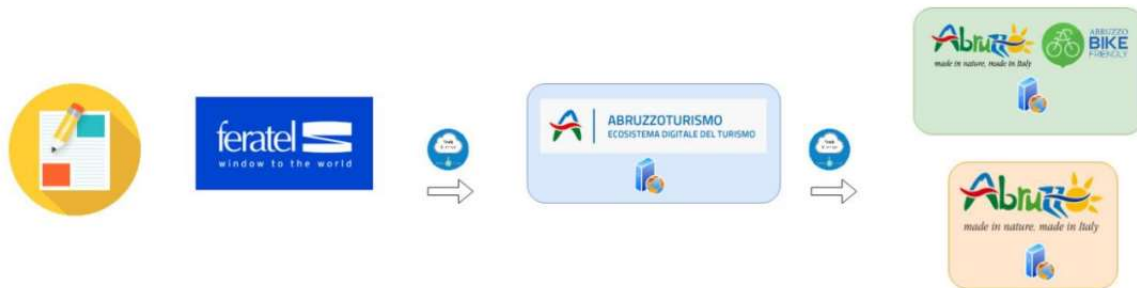 feratel
window to the world
ABRUZZOTURISMO
ECOSISTEMA DIGITALE DEL TURISMO
Abruzzo
made in nature, made in Italy
ABRUZZO
BIKE
FRIENDLY
Abruzzo
made in nature, made in Italy